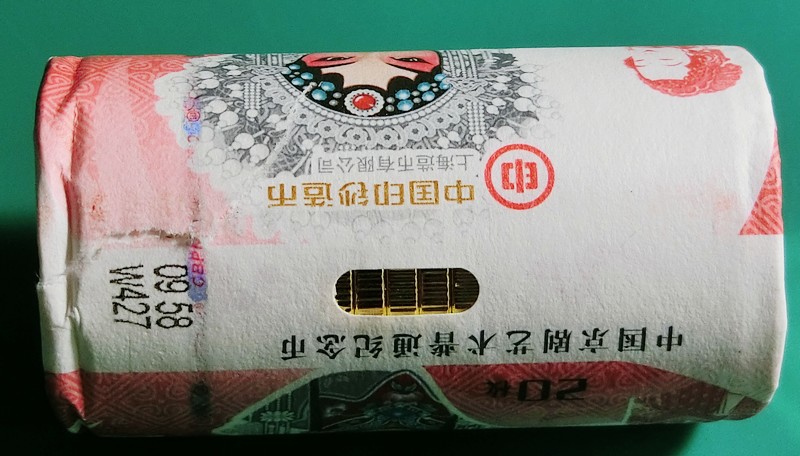 中国印钞造币
上海造币有限公司
CBPM
09 58
W427
中国京剧艺术普通纪念币
20枚